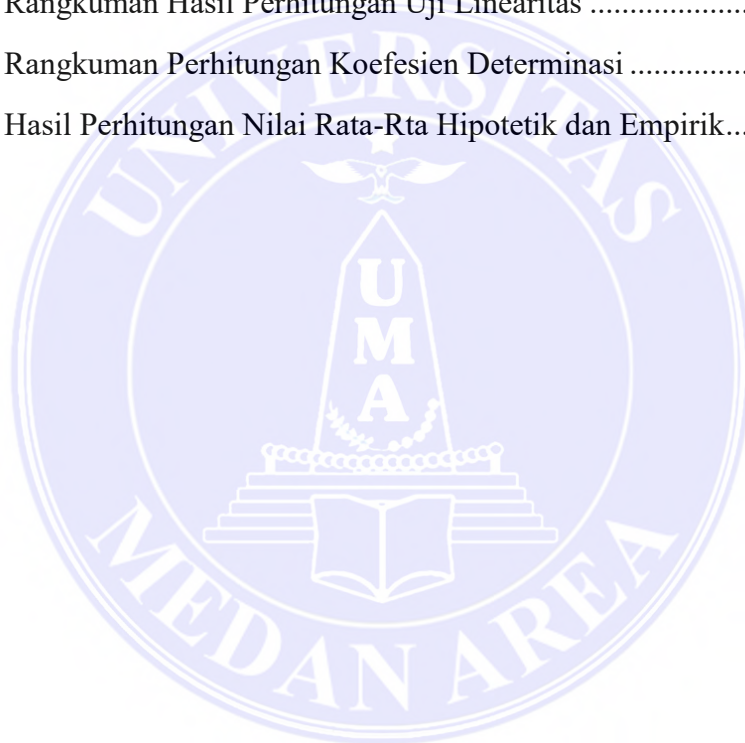 Rangkuman Hasil Perhitungan Uji Linearitas ....................
Rangkuman Perhitungan Koefesien Determinasi ..............
Hasil Perhitungan Nilai Rata-Rta Hipotetik dan Empirik...
UNIVERSITAS
U
M
A
MEDAN AREA